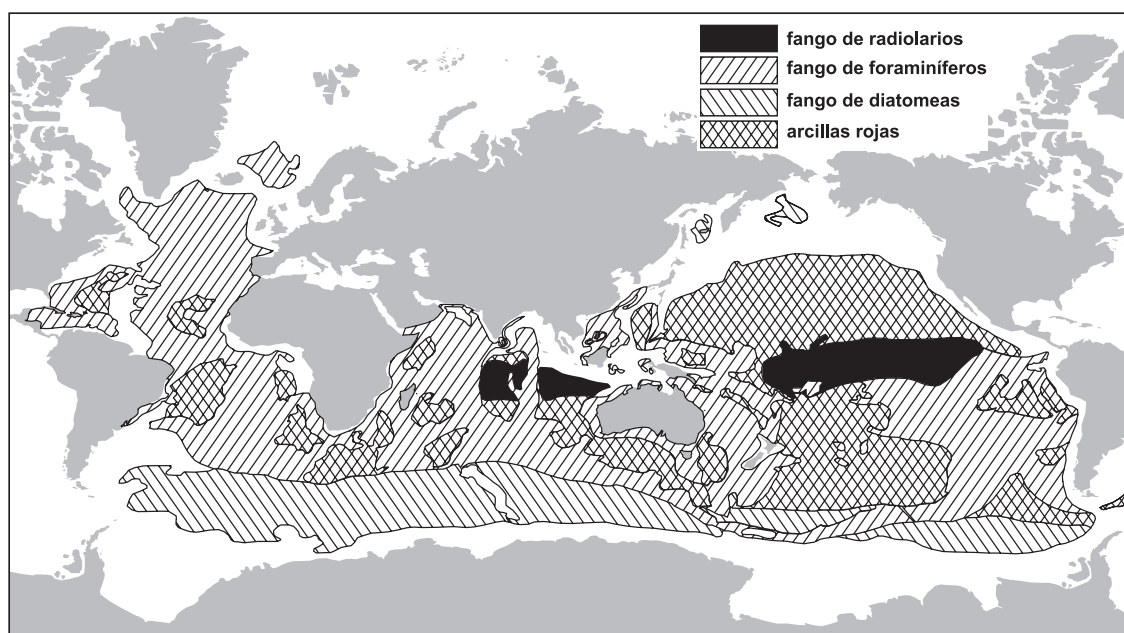 fango de radiolarios
fango de foraminíferos
fango de diatomeas
arcillas rojas